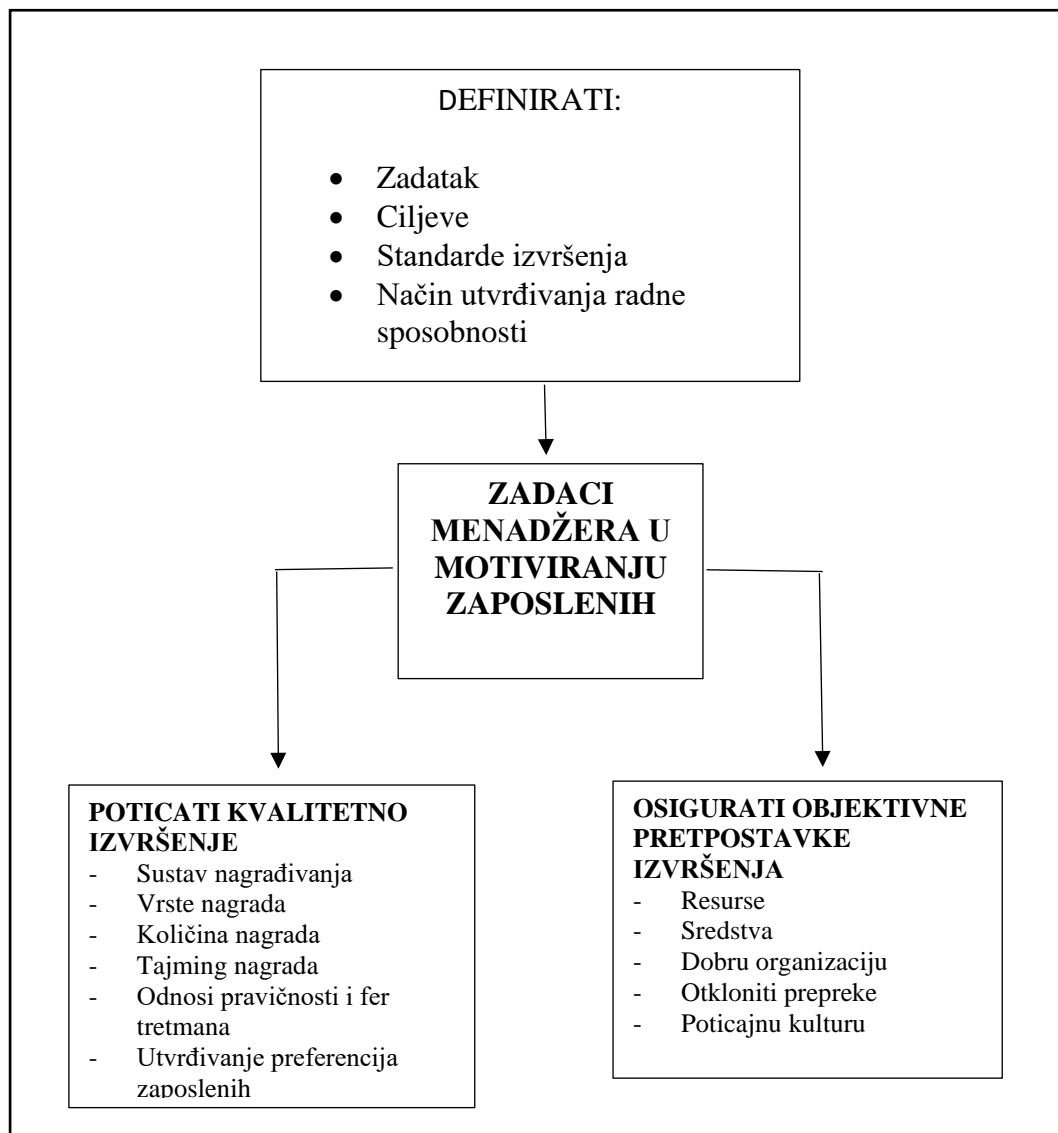 DEFINIRATI:
• Zadatak
• Ciljeve
• Standarde izvršenja
• Način utvrđivanja radne
sposobnosti
ZADACI
MENADŽERA U
MOTIVIRANJU
ZAPOSLENIH
POTICATI KVALITETNO
IZVRŠENJE
- Sustav nagrađivanja
- Vrste nagrada
- Količina nagrada
- Tajming nagrada
- Odnosi pravičnosti i fer
tretmana
- Utvrđivanje preferencija
zaposlenih
OSIGURATI OBJEKTIVNE
PRETPOSTAVKE
IZVRŠENJA
- Resurse
- Sredstva
- Dobru organizaciju
- Otkloniti prepreke
- Poticajnu kulturu